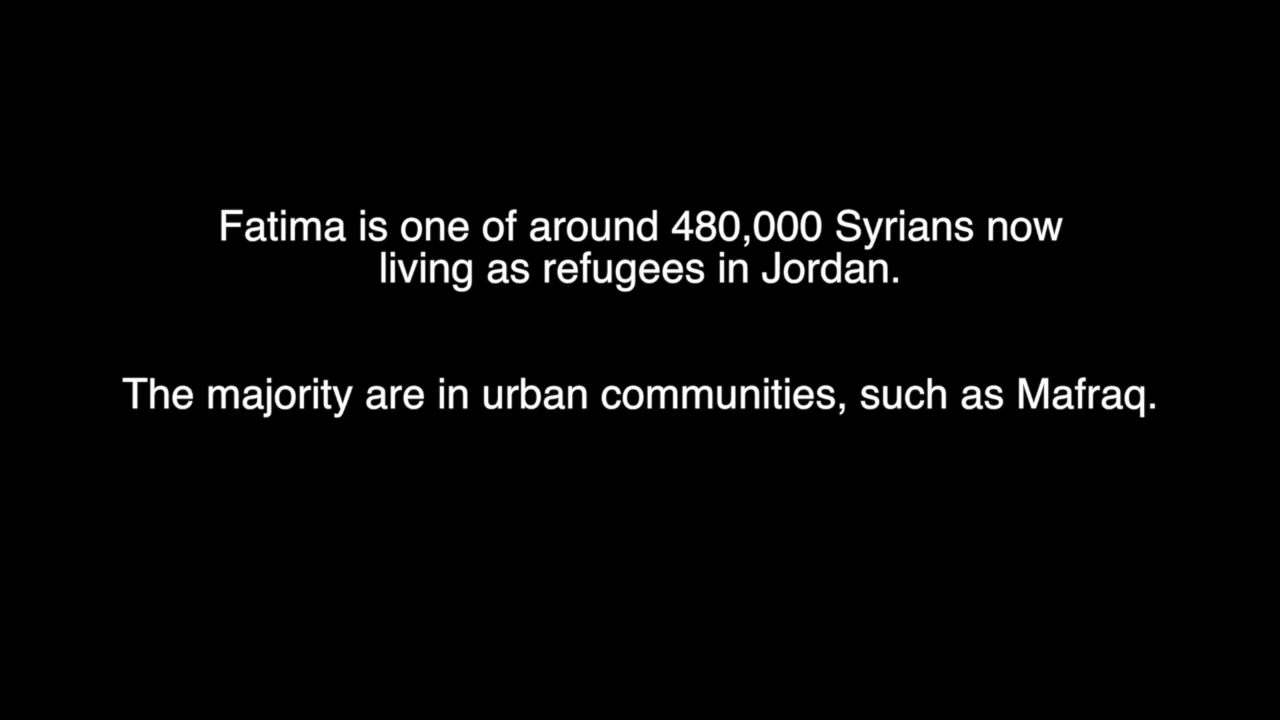 Fatima is one of around 480,000 Syrians now
living as refugees in Jordan.
The majority are in urban communities, such as Mafraq.